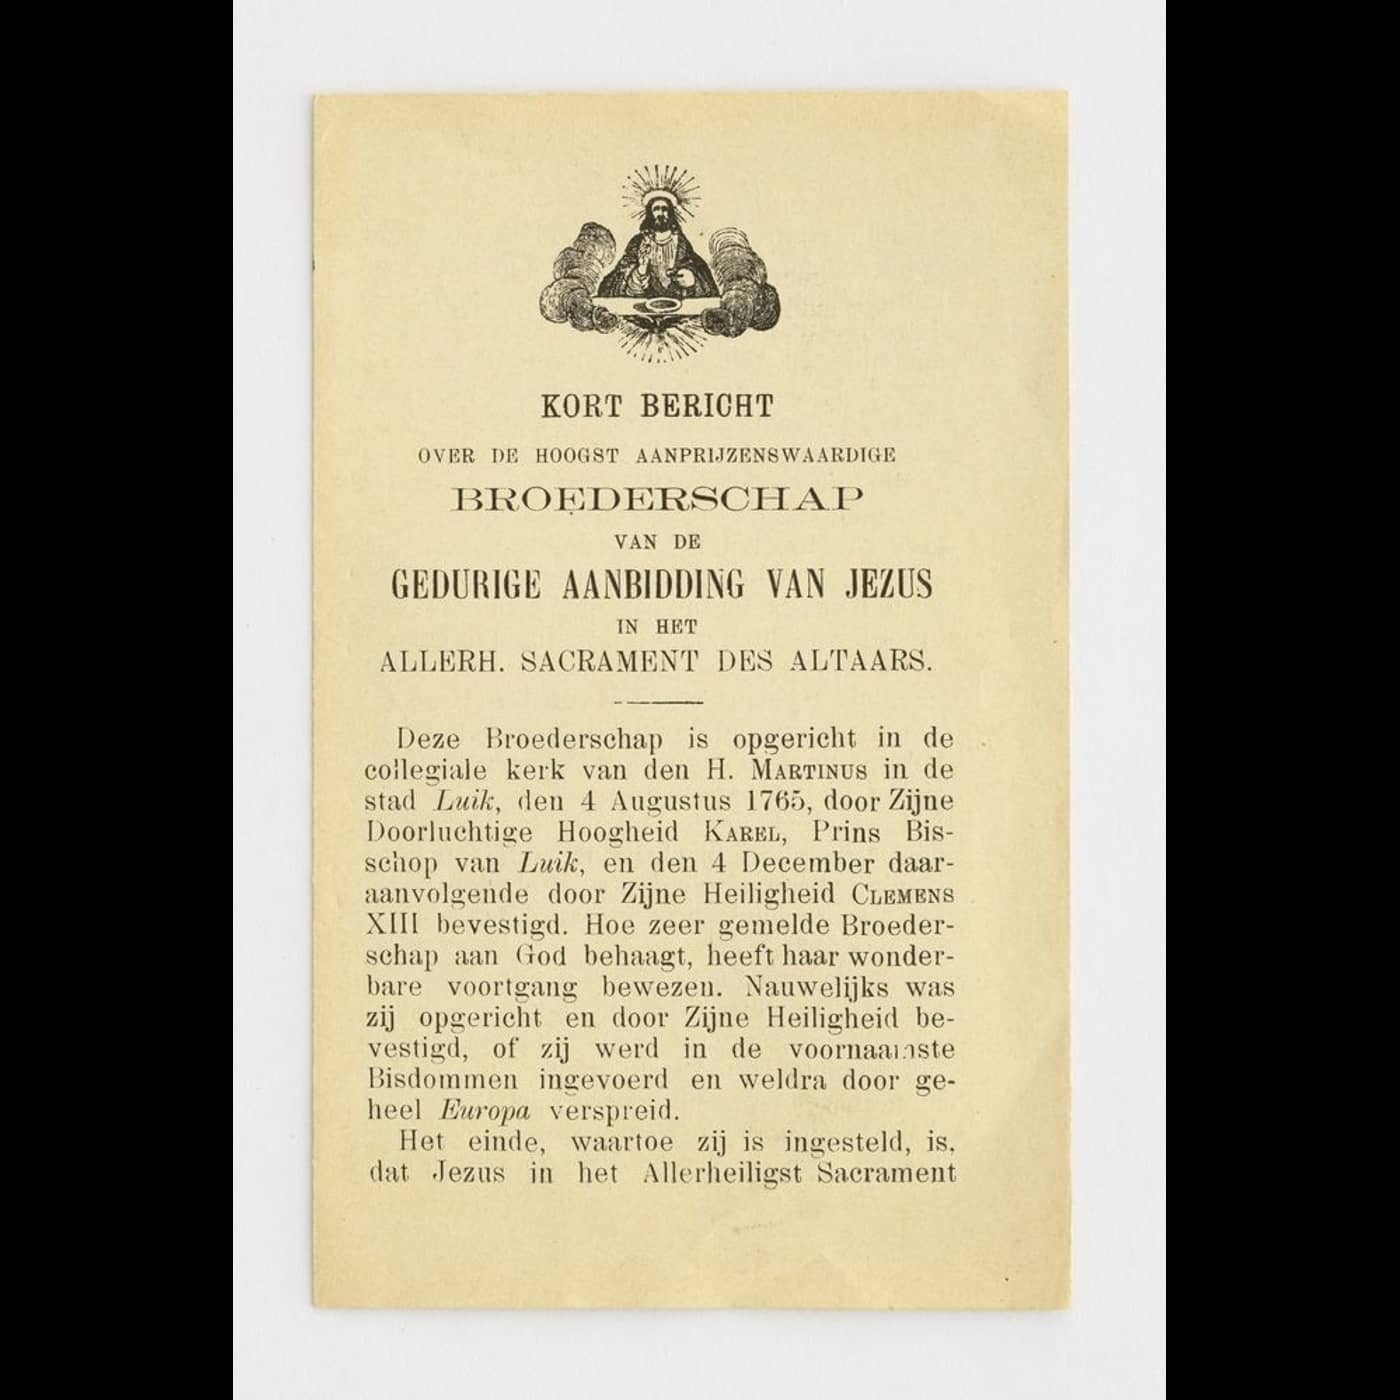 KORT BERICHT
OVER DE HOOGST AANPRIJZENSWAARDIGE
BROEDERSCHAP
VAN DE
GEDURIGE AANBIDDING VAN JEZUS
IN HET
ALLERH. SACRAMENT DES ALTAARS.
Deze Broederschap is opgericht in de
collegiale kerk van den H. MARTINUS in de
stad Luik, den 4 Augustus 1765, door Zijne
Doorluchtige Hoogheid KAREL, Prins Bis-
schop van Luik, en den 4 December daar-
aanvolgende door Zijne Heiligheid CLEMENS
XIII bevestigd. Hoe zeer gemelde Broeder-
schap aan God behaagt, heeft haar wonder-
bare voortgang bewezen. Nauwelijks was
zij opgericht en door Zijne Heiligheid be-
vestigd, of zij werd in de voornaamste
Bisdommen ingevoerd en weldra door ge-
heel Europa verspreid.
Het einde, waartoe zij is ingesteld, is,
dat Jezus in het Allerheiligst Sacrament